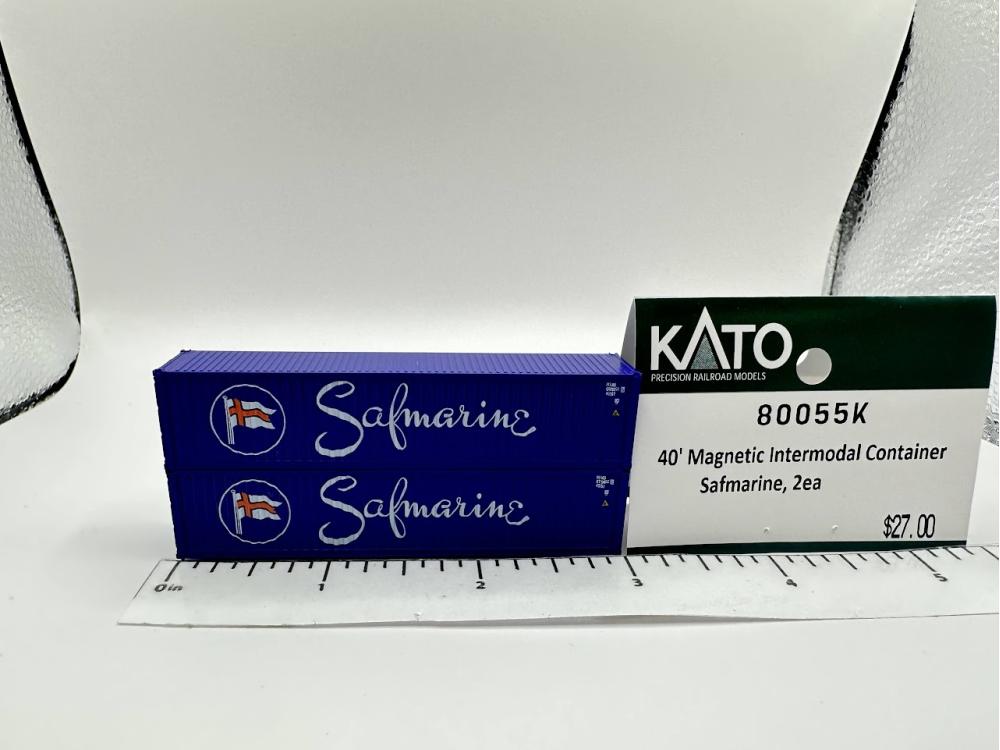 Safmarine
Safmarine
KATO
PRECISION RAILROAD MODELS
80055K
40' Magnetic Intermodal Container
Safmarine, 2ea
$27.00
0in 1 2 3 4 5